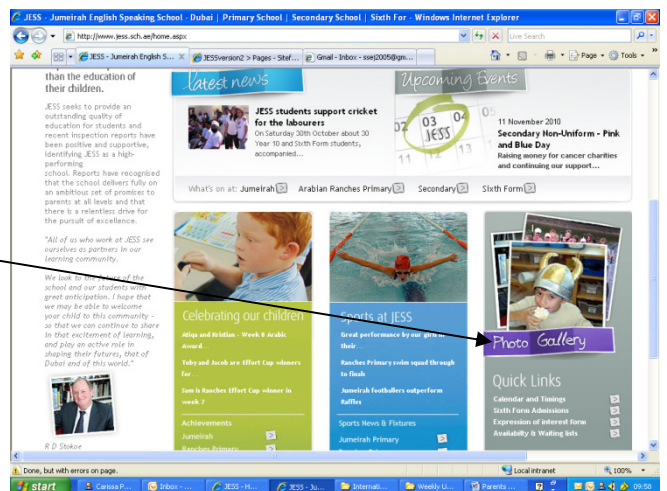 JESS - Jumeirah English Speaking School - Dubai | Primary School | Secondary School | Sixth For - Windows Internet Explorer
http://www.jess.sch.ae/home.aspx
Live Search
JESS - Jumeirah English S...
JESSversion2 > Pages - Sitef...
Gmail - Inbox - ssej2005@gm...
Page
Tools
than the education of
their children.
JESS seeks to provide an
outstanding quality of
education for students and
recent inspection reports have
been positive and supportive,
identifying JESS as a high-
performing
school. Reports have recognised
that the school delivers fully on
an ambitious set of promises to
parents at all levels and that
there is a relentless drive for
the pursuit of excellence.
"All of us who work at JESS see
ourselves as partners in our
learning community.
We look to the future of the
school and our students with
great anticipation. I hope that
we may be able to welcome
your child to this community -
so that we can continue to share
in that excitement of learning,
and play an active role in
shaping their futures, that of
Dubai and of this world."
R D Stokoe
latest news
JESS students support cricket
for the labourers
On Saturday 30th October about 30
Year 10 and Sixth Form students,
accompanied...
Upcoming Events
02 03 04 05
JESS
11 12 13 14
11 November 2010
Secondary Non-Uniform - Pink
and Blue Day
Raising money for cancer charities
and continuing our support...
What's on at: Jumeirah Arabian Ranches Primary Secondary Sixth Form
Celebrating our children
Atiqa and Kristian - Week 8 Arabic
Award...
Toby and Jacob are Effort Cup winners
for...
Sam is Ranches Effort Cup winner in
week 7
Achievements
Jumeirah
Ranches Primary
Sports at JESS
Great performance by our girls in
their...
Ranches Primary swim squad through
to finals
Jumeirah footballers outperform
Raffles
Sports News & Fixtures
Jumeirah Primary
Photo Gallery
Quick Links
Calendar and Timings
Sixth Form Admissions
Expression of interest form
Availability & Waiting lists
Done, but with errors on page.
Local intranet
100%
start
Carissa P...
Inbox - ...
JESS - H...
JESS - Ju...
Internati...
Weekly U...
Parents ...
09:50